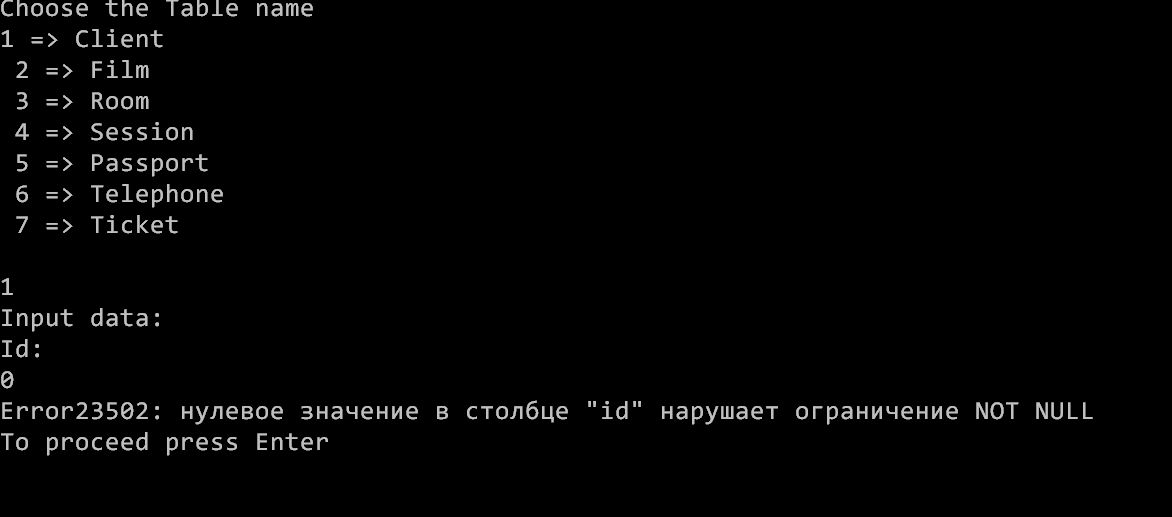 Choose the Table name
1 => Client
2 => Film
3 => Room
4 => Session
5 => Passport
6 => Telephone
7 => Ticket
1
Input data:
Id:
0
Error23502: нулевое значение в столбце "id" нарушает ограничение NOT NULL
To proceed press Enter